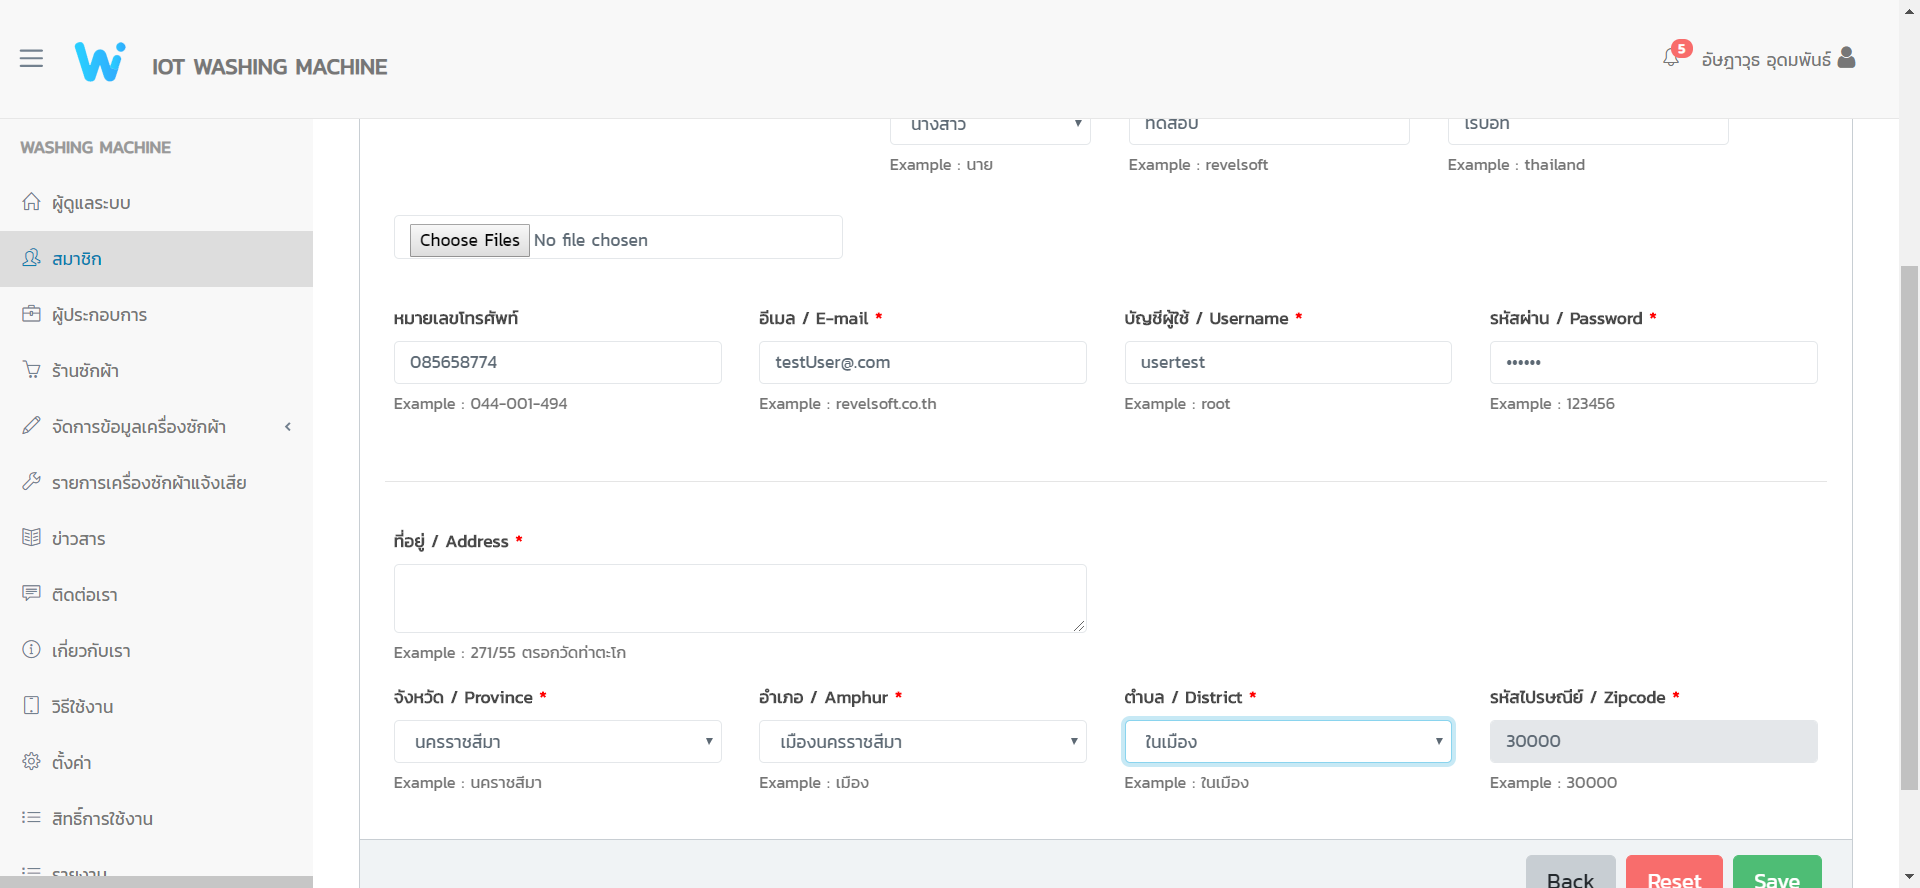 IOT WASHING MACHINE
5
อัษฎาวุธ อุดมพันธ์
WASHING MACHINE
ผู้ดูแลระบบ
สมาชิก
ผู้ประกอบการ
ร้านซักผ้า
จัดการข้อมูลเครื่องซักผ้า
รายการเครื่องซักผ้าแจ้งเสีย
ข่าวสาร
ติดต่อเรา
เกี่ยวกับเรา
วิธีใช้งาน
ตั้งค่า
สิทธิ์การใช้งาน
รายงาน
นางสาว ทดสอบ โรบอท
Example : นาย Example : revelsoft Example : thailand
Choose Files No file chosen
หมายเลขโทรศัพท์ อีเมล / E-mail * บัญชีผู้ใช้ / Username * รหัสผ่าน / Password *
085658774 testUser@.com usertest ••••••
Example : 044-001-494 Example : revelsoft.co.th Example : root Example : 123456
ที่อยู่ / Address *
Example : 271/55 ตรอกวัดท่าตะโก
จังหวัด / Province * อำเภอ / Amphur * ตำบล / District * รหัสไปรษณีย์ / Zipcode *
นครราชสีมา เมืองนครราชสีมา ในเมือง 30000
Example : นคราชสีมา Example : เมือง Example : ในเมือง Example : 30000
Back Reset Save